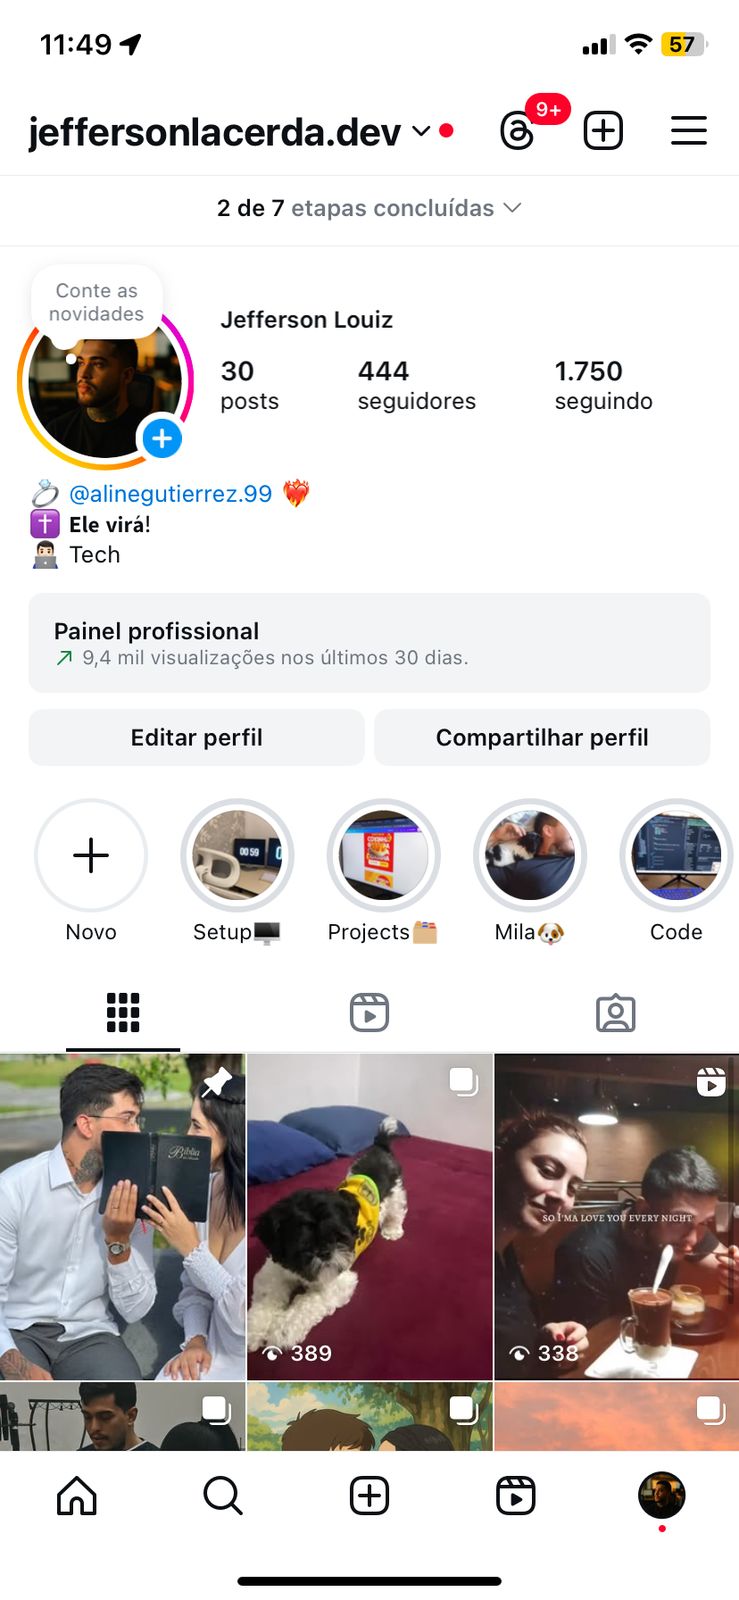 11:49
57
jeffersonlacerda.dev
9+
2 de 7 etapas concluídas
Conte as
novidades
Jefferson Louiz
30
444
1.750
posts
seguidores
seguindo
💍 @alinegutierrez.99 ❤️‍🔥
✝️ Ele virá!
👨🏻‍💻 Tech
Painel profissional
9,4 mil visualizações nos últimos 30 dias.
Editar perfil
Compartilhar perfil
Novo
Setup🖥️
Projects🗂️
Mila🐶
Code
00 59
Bíblia
SO I'MA LOVE YOU EVERY NIGHT
389
338